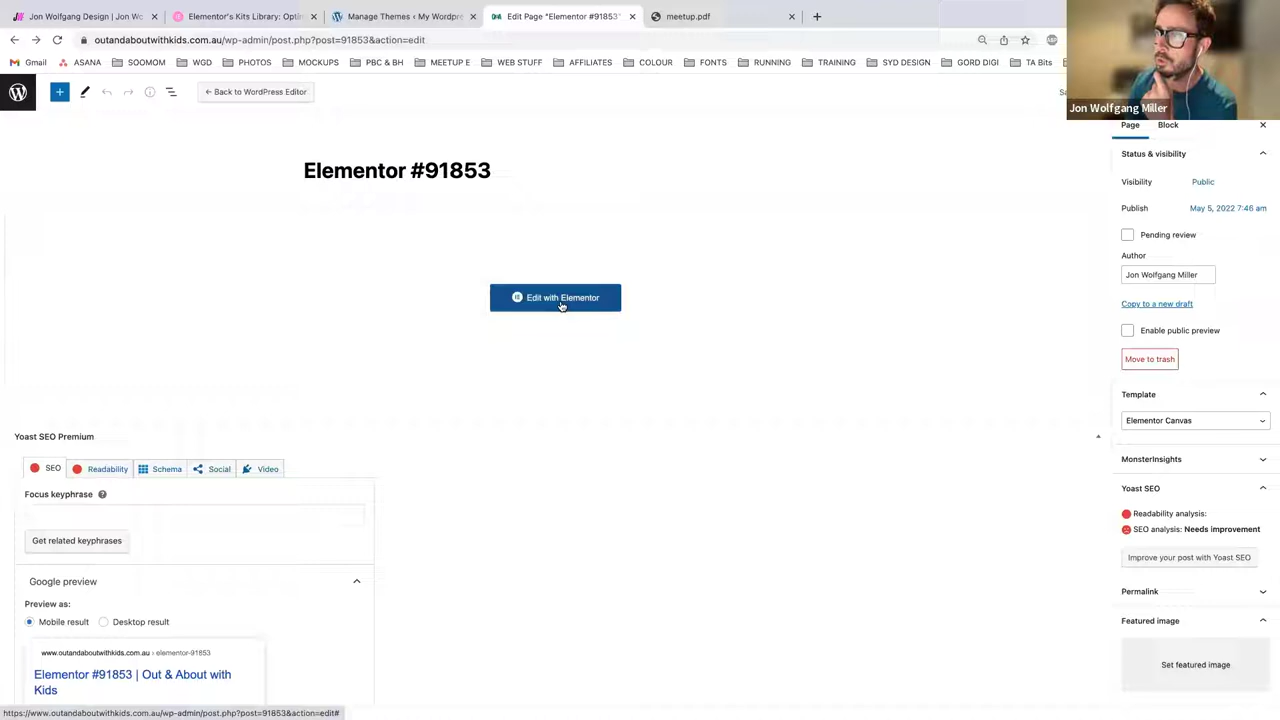 Jon Wolfgang Design | Jon Wo
Elementor's Kits Library: Optim
Manage Themes ‹ My Wordpre
Edit Page "Elementor #91853"
meetup.pdf
outandaboutwithkids.com.au/wp-admin/post.php?post=91853&action=edit
Gmail
ASANA
SOOMOM
WGD
PHOTOS
MOCKUPS
PBC & BH
MEETUP E
WEB STUFF
AFFILIATES
COLOUR
FONTS
RUNNING
TRAINING
SYD DESIGN
GORD DIGI
TA Bits
Jon Wolfgang Miller
← Back to WordPress Editor
Page
Block
Elementor #91853
Edit with Elementor
Status & visibility
Visibility
Public
Publish
May 5, 2022 7:46 am
Pending review
Author
Jon Wolfgang Miller
Copy to a new draft
Enable public preview
Move to trash
Template
Elementor Canvas
MonsterInsights
Yoast SEO
Readability analysis:
SEO analysis: Needs improvement
Improve your post with Yoast SEO
Permalink
Featured image
Set featured image
Yoast SEO Premium
SEO
Readability
Schema
Social
Video
Focus keyphrase
Get related keyphrases
Google preview
Preview as:
Mobile result
Desktop result
www.outandaboutwithkids.com.au › elementor-91853
Elementor #91853 | Out & About with
Kids
https://www.outandaboutwithkids.com.au/wp-admin/post.php?post=91853&action=edit#